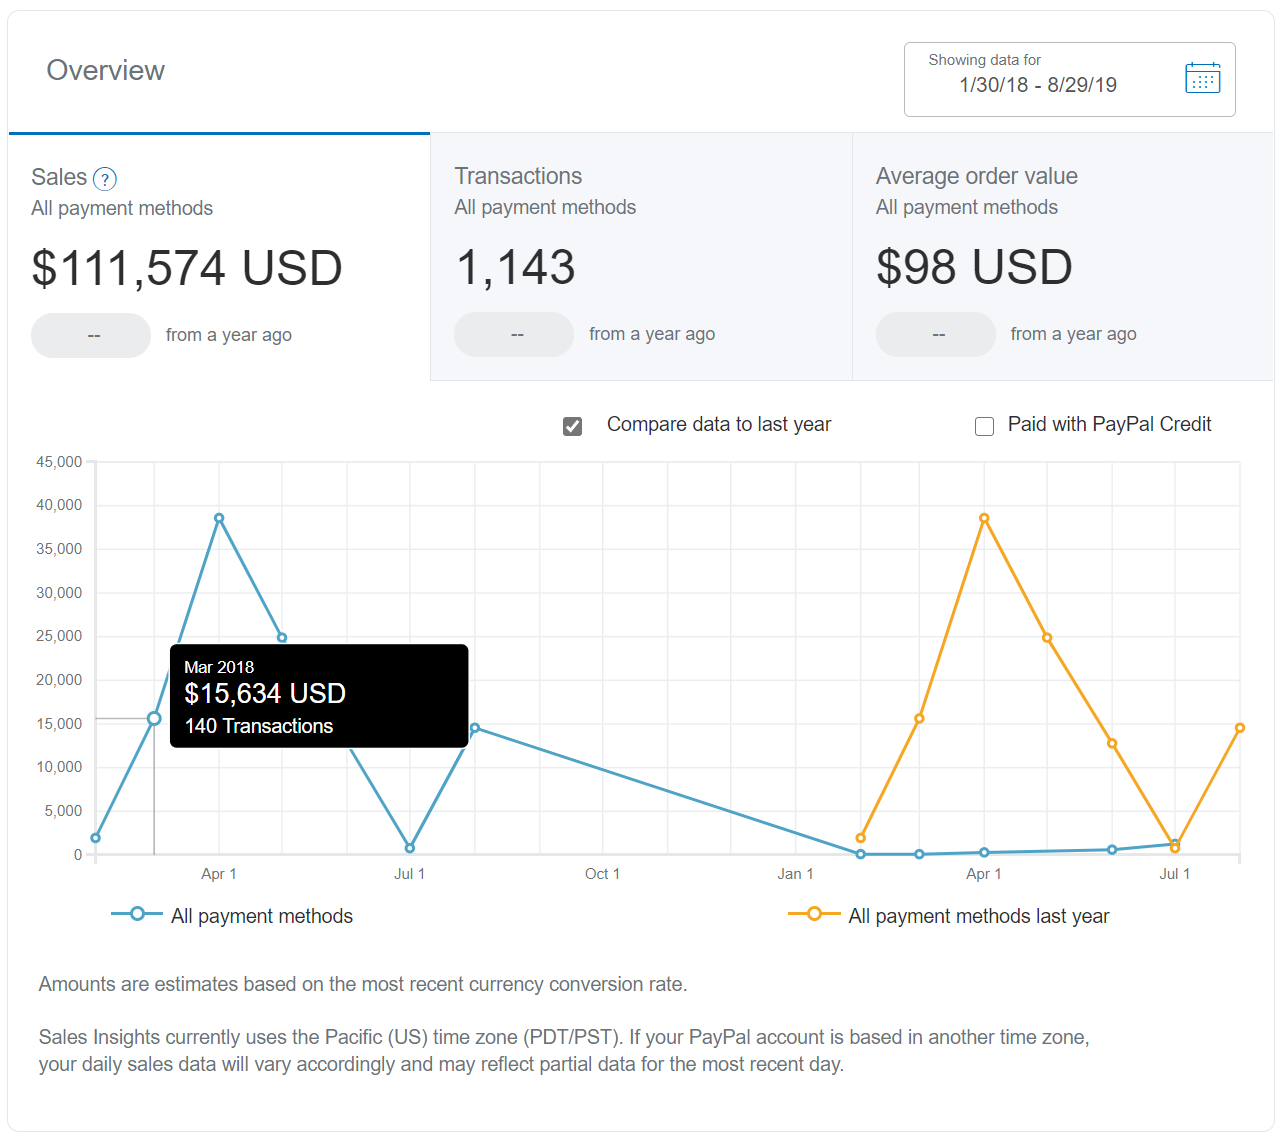 Overview
Showing data for
1/30/18 - 8/29/19
Sales ?
All payment methods
$111,574 USD
-- from a year ago
Transactions
All payment methods
1,143
-- from a year ago
Average order value
All payment methods
$98 USD
-- from a year ago
Compare data to last year
Paid with PayPal Credit
45,000
40,000
35,000
30,000
25,000
20,000
15,000
10,000
5,000
0
Mar 2018
$15,634 USD
140 Transactions
Apr 1 Jul 1 Oct 1 Jan 1 Apr 1 Jul 1
All payment methods
All payment methods last year
Amounts are estimates based on the most recent currency conversion rate.
Sales Insights currently uses the Pacific (US) time zone (PDT/PST). If your PayPal account is based in another time zone,
your daily sales data will vary accordingly and may reflect partial data for the most recent day.